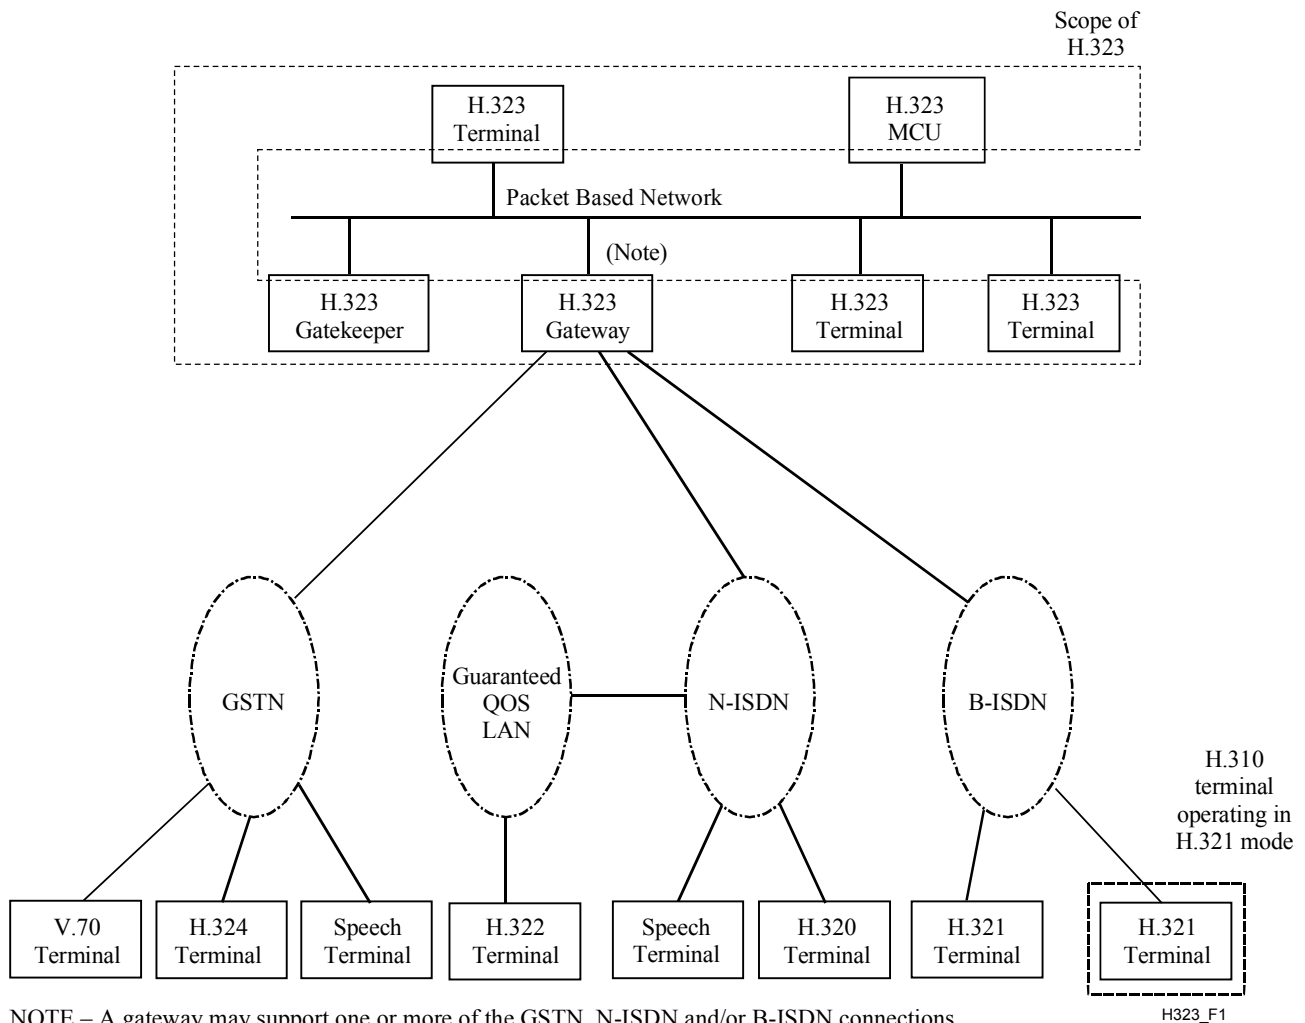 Scope of
H.323
H.323
Terminal
H.323
MCU
Packet Based Network
(Note)
H.323
Gatekeeper
H.323
Gateway
H.323
Terminal
H.323
Terminal
GSTN
Guaranteed
QOS
LAN
N-ISDN
B-ISDN
H.310
terminal
operating in
H.321 mode
V.70
Terminal
H.324
Terminal
Speech
Terminal
H.322
Terminal
Speech
Terminal
H.320
Terminal
H.321
Terminal
H.321
Terminal
NOTE – A gateway may support one or more of the GSTN, N-ISDN and/or B-ISDN connections
H323_F1